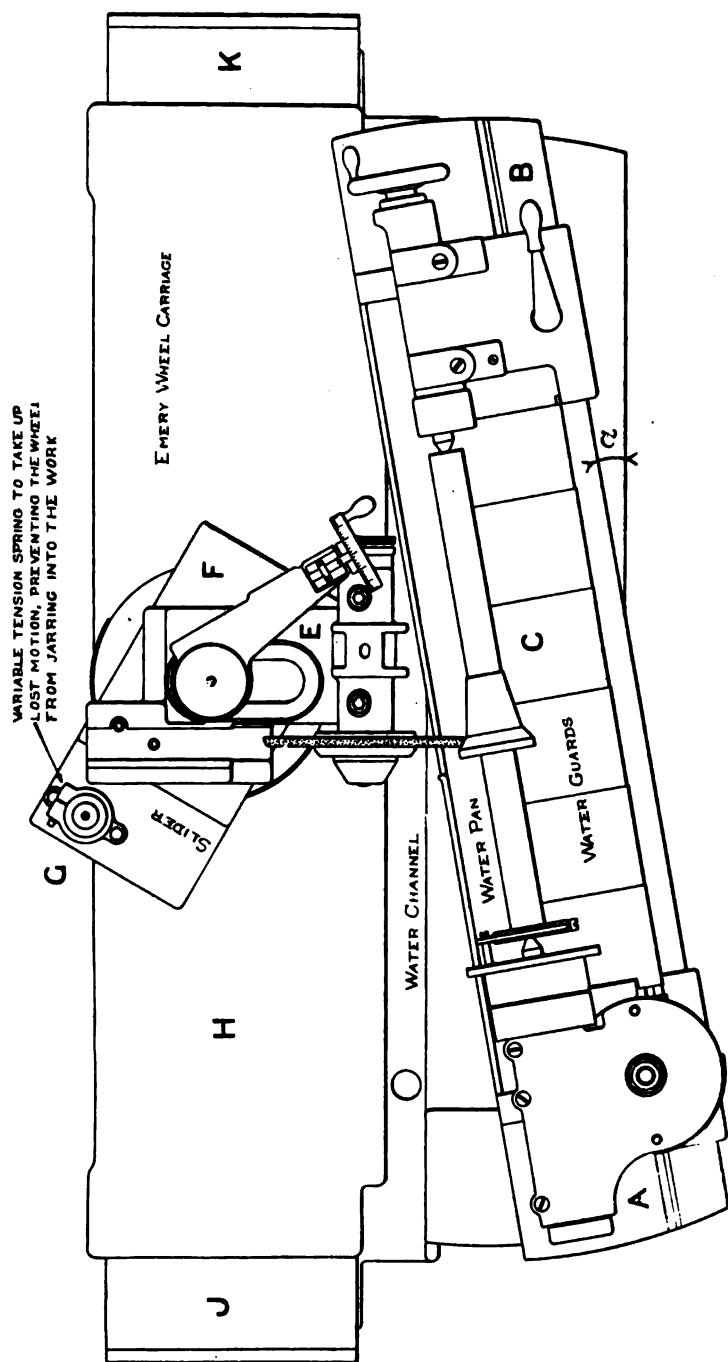 VARIABLE TENSION SPRING TO TAKE UP
LOST MOTION, PREVENTING THE WHEEL
FROM JARRING INTO THE WORK
G
SLIDER
F
E
EMERY WHEEL CARRIAGE
H
J
K
WATER CHANNEL
WATER PAN
WATER GUARDS
C
A
B
a